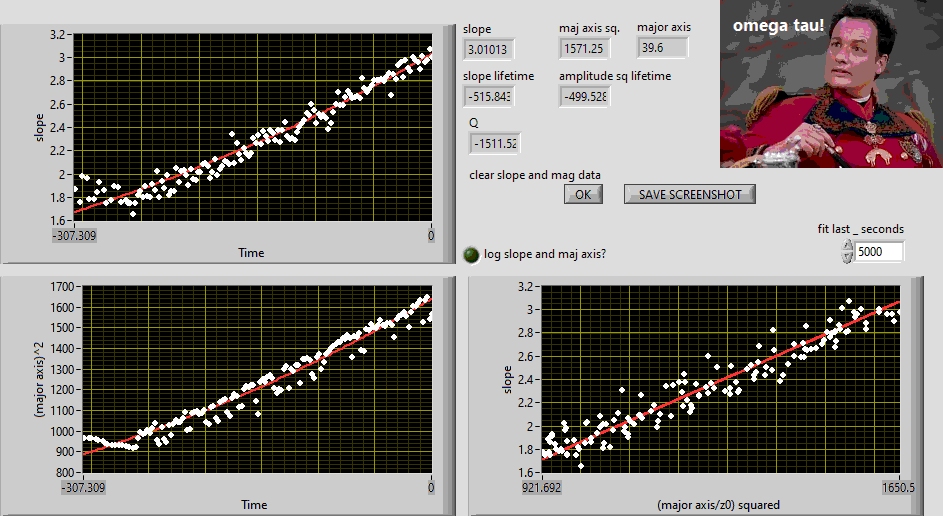 omega tau!
slope
maj axis sq.
major axis
3.01013
1571.25
39.6
slope lifetime
amplitude sq lifetime
-515.843
-499.528
Q
-1511.52
clear slope and mag data
OK
SAVE SCREENSHOT
fit last _ seconds
5000
log slope and maj axis?
3.2
3
2.8
2.6
2.4
2.2
2
1.8
1.6
slope
-307.309
0
Time
1700
1600
1500
1400
1300
1200
1100
1000
900
800
(major axis)^2
-307.309
0
Time
3.2
3
2.8
2.6
2.4
2.2
2
1.8
1.6
slope
921.692
1650.5
(major axis/z0) squared